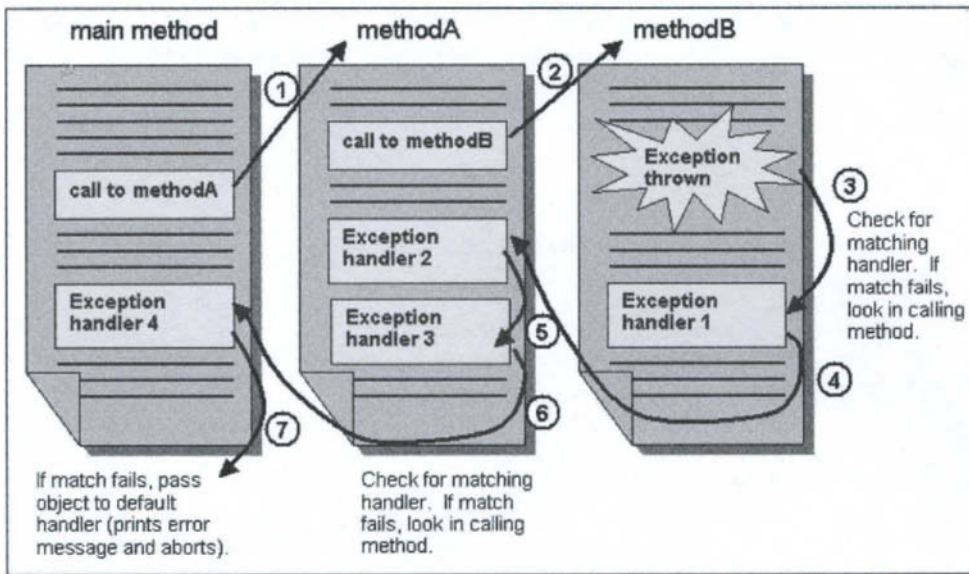 main method
methodA
methodB
1
2
call to methodA
call to methodB
Exception
thrown
3
Check for
matching
handler. If
match fails,
look in calling
method.
Exception
handler 2
Exception
handler 4
Exception
handler 3
Exception
handler 1
5
4
6
7
If match fails, pass
object to default
handler (prints error
message and aborts).
Check for matching
handler. If match
fails, look in calling
method.